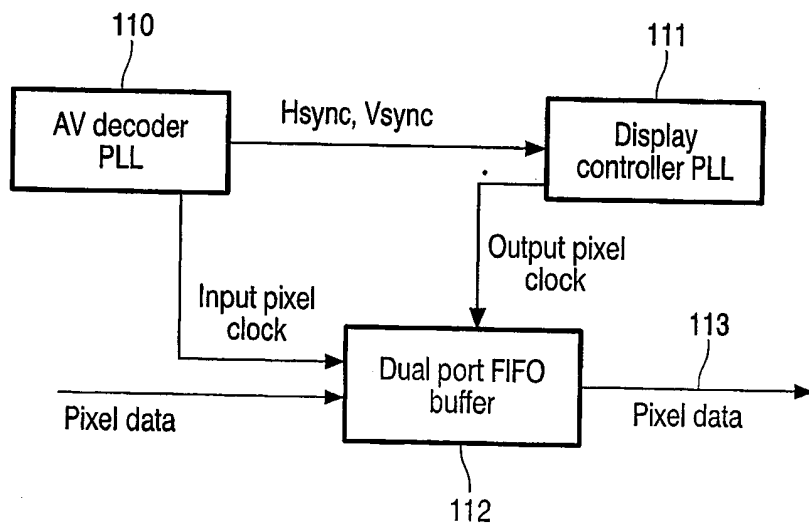 110
111
AV decoder
PLL
Hsync, Vsync
Display
controller PLL
Output pixel
clock
Input pixel
clock
113
Dual port FIFO
buffer
Pixel data
Pixel data
112